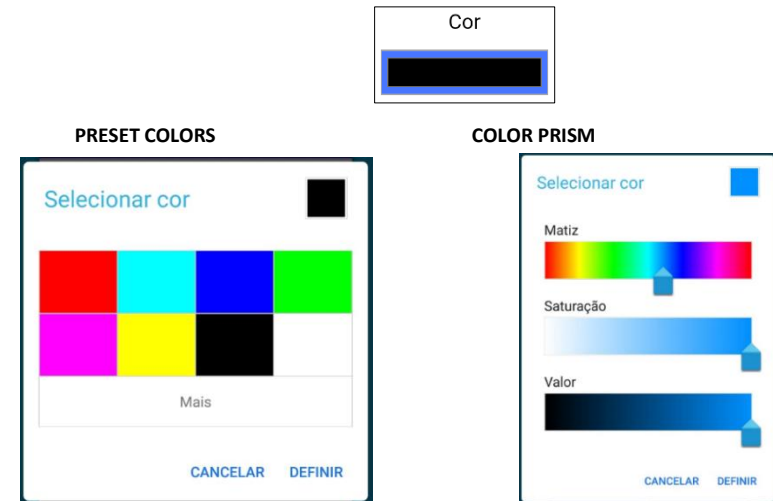 Cor
PRESET COLORS
COLOR PRISM
Selecionar cor
Mais
CANCELAR DEFINIR
Selecionar cor
Matiz
Saturação
Valor
CANCELAR DEFINIR